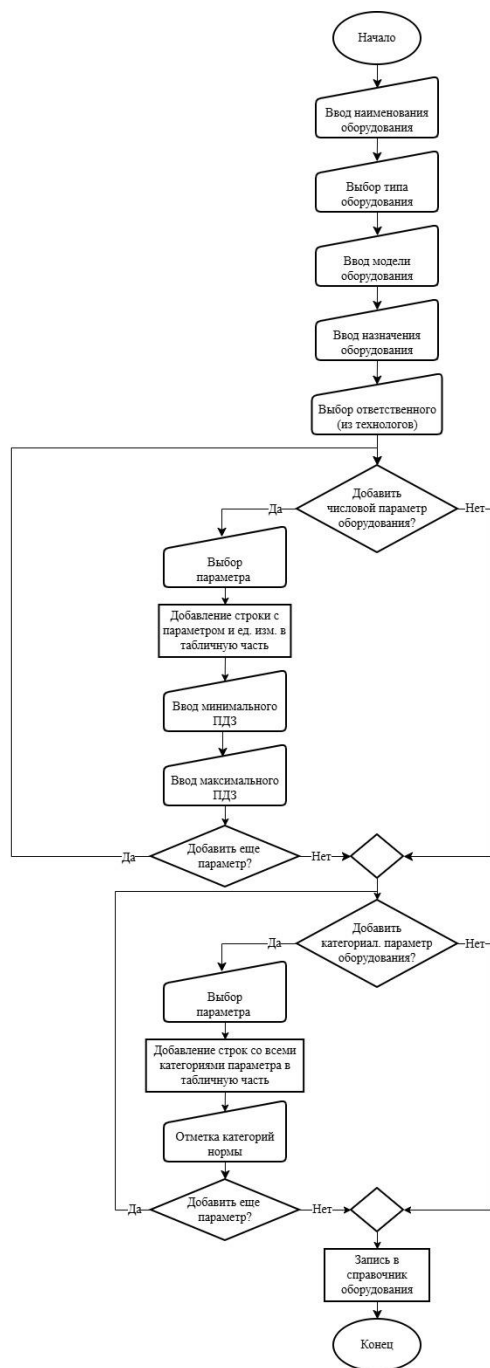 Начало
Ввод наименования
оборудования
Выбор типа
оборудования
Ввод модели
оборудования
Ввод назначения
оборудования
Выбор ответственного
(из технологов)
Добавить
числовой параметр
оборудования?
Да
Нет
Выбор
параметра
Добавление строки с
параметром и ед. изм. в
табличную часть
Ввод минимального
ПДЗ
Ввод максимального
ПДЗ
Добавить еще
параметр?
Да
Нет
Добавить
категориал. параметр
оборудования?
Да
Нет
Выбор
параметра
Добавление строк со всеми
категориями параметра в
табличную часть
Отметка категорий
нормы
Добавить еще
параметр?
Да
Нет
Запись в
справочник
оборудования
Конец